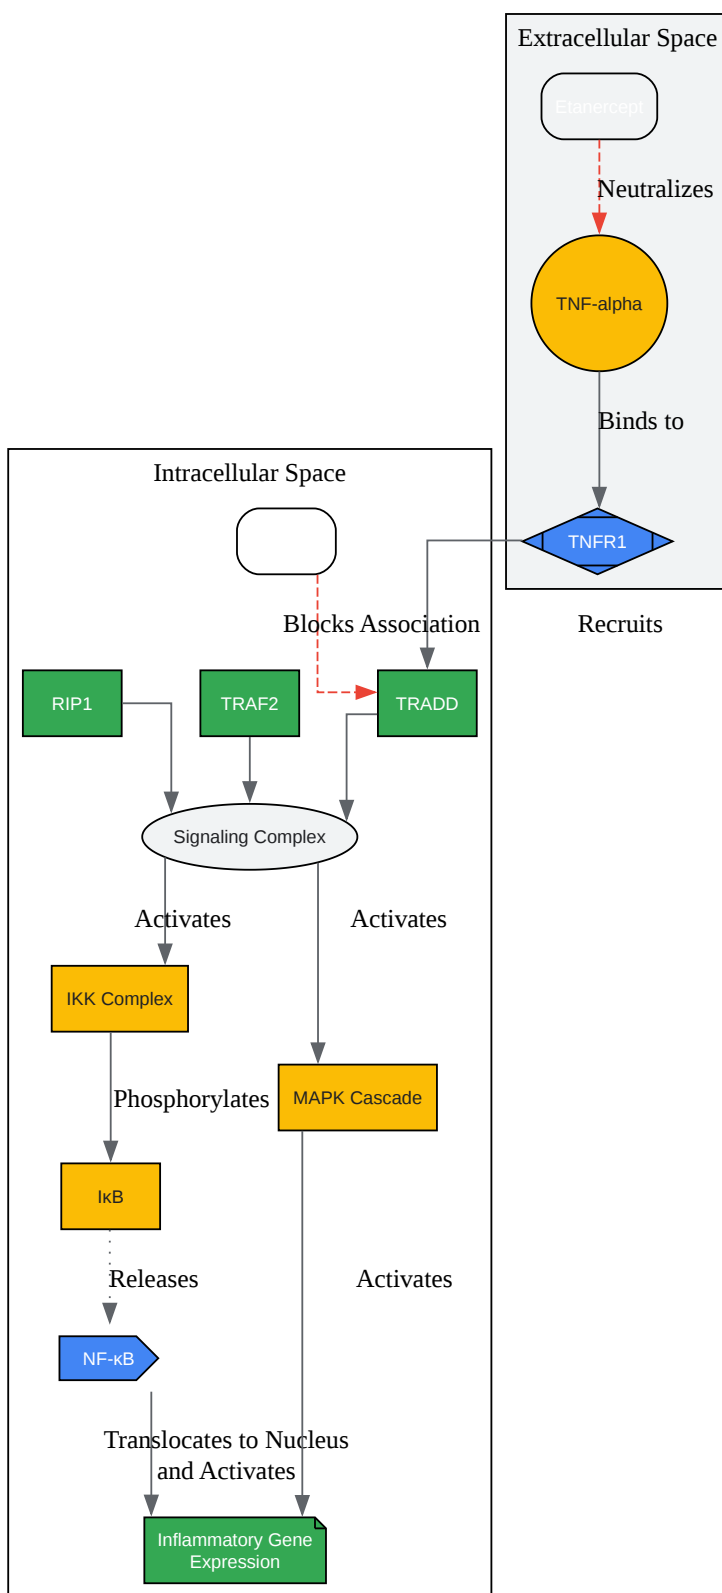 Extracellular Space
Etanercept
Neutralizes
TNF-alpha
Binds to
Intracellular Space
TNFR1
Blocks Association
Recruits
RIP1
TRAF2
TRADD
Signaling Complex
Activates
Activates
IKK Complex
Phosphorylates
MAPK Cascade
IκB
Releases
Activates
NF-κB
Translocates to Nucleus
and Activates
Inflammatory Gene
Expression